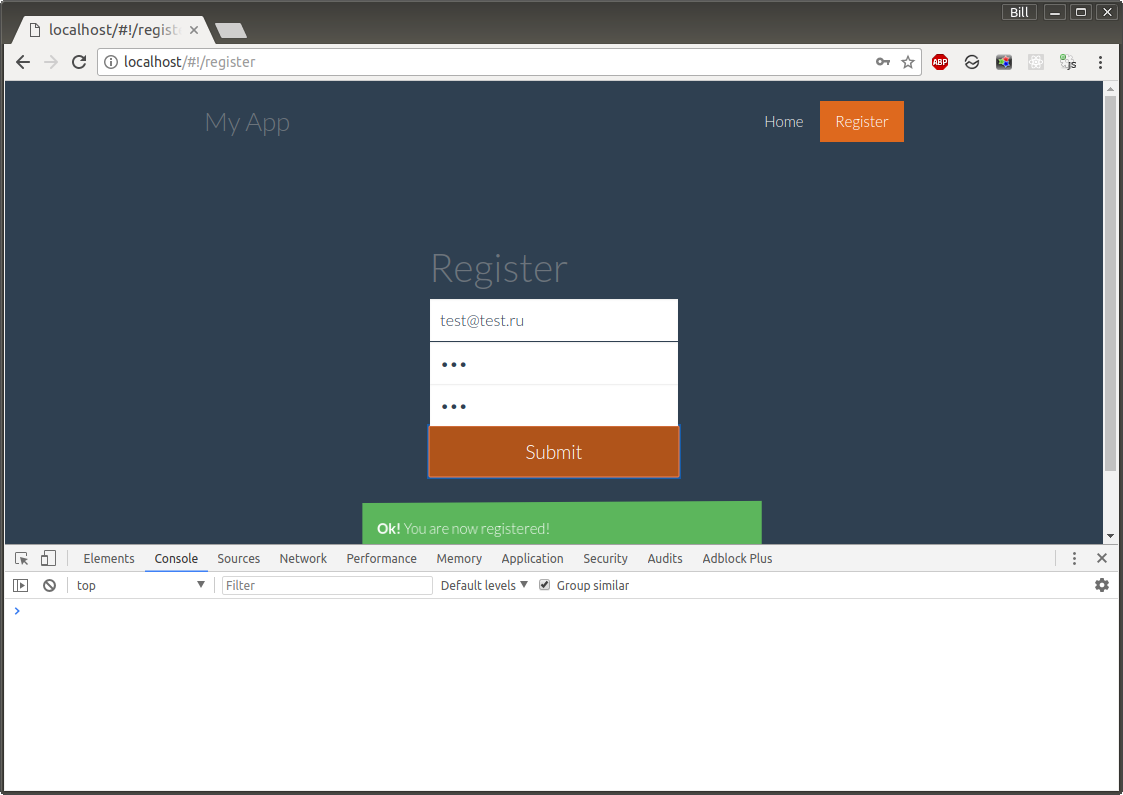 Bill
localhost/#!/regist
localhost/#!/register
ABP
js
My App
Home
Register
Register
test@test.ru
•••
•••
Submit
Ok! You are now registered!
Elements
Console
Sources
Network
Performance
Memory
Application
Security
Audits
Adblock Plus
top
Filter
Default levels
Group similar